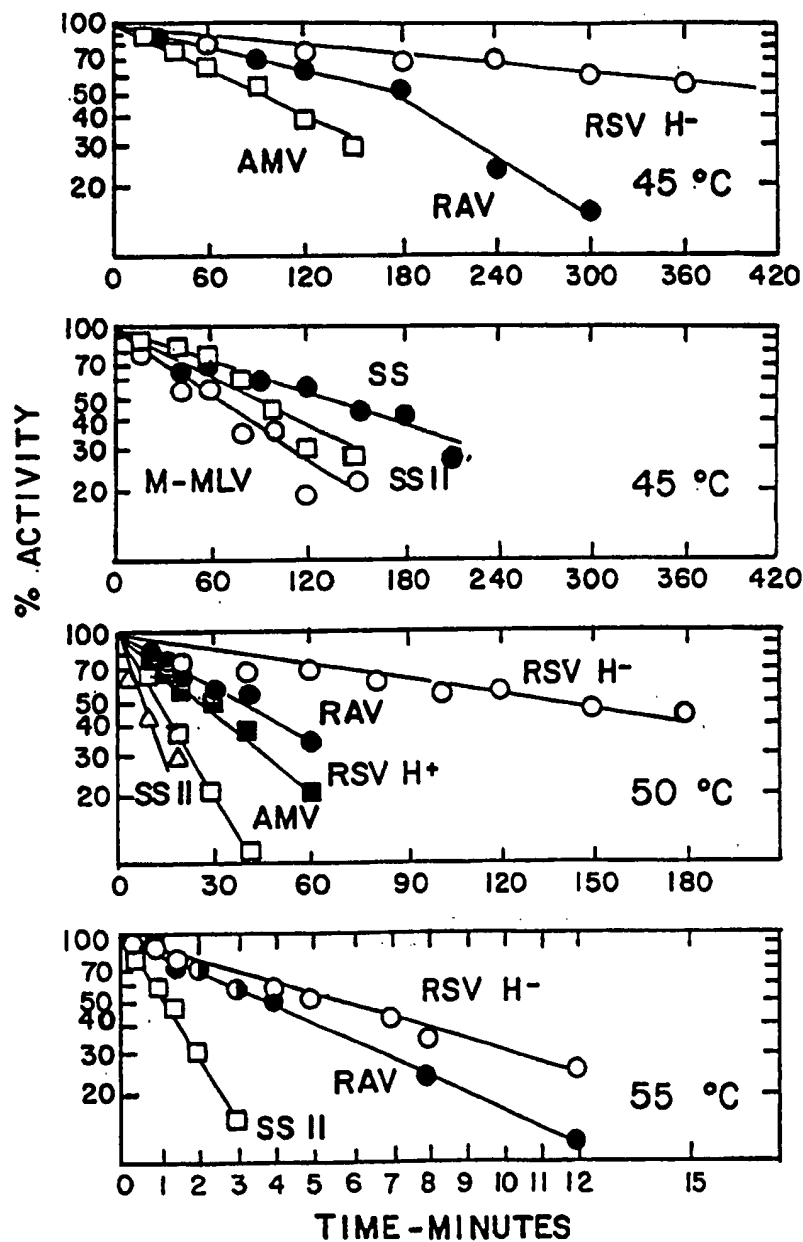 % ACTIVITY
100
70
50
40
30
20
RSV H-
AMV
RAV
45 °C
0 60 120 180 240 300 360 420
100
70
50
40
30
20
SS
M-MLV
SS II
45 °C
0 60 120 180 240 300 360 420
100
70
50
40
30
20
RSV H-
RAV
RSV H+
SS II
AMV
50 °C
0 30 60 90 120 150 180
100
70
50
40
30
20
RSV H-
RAV
SS II
55 °C
0 1 2 3 4 5 6 7 8 9 10 11 12 15
TIME-MINUTES